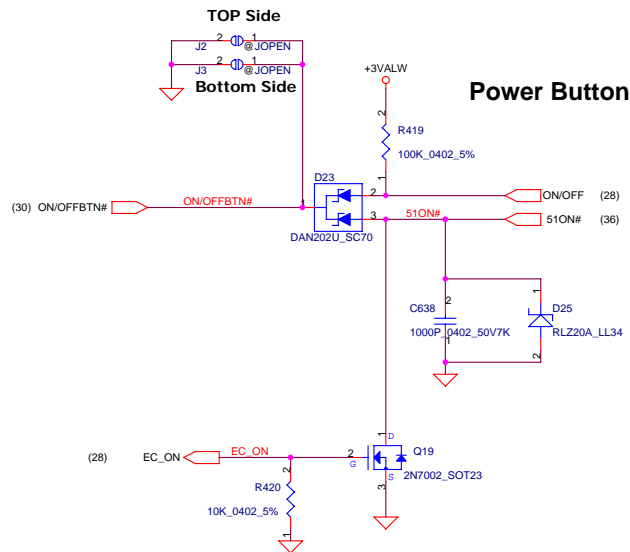 TOP Side
2 1
J2 @JOPEN
2 1
J3 @JOPEN
Bottom Side
+3VALW
Power Button
2
R419
100K_0402_5%
1
D23
(30) ON/OFFBTN# ON/OFFBTN# 1
2 ON/OFF (28)
3 51ON# 51ON# (36)
DAN202U_SC70
C638 2
1000P_0402_50V7K
1
1
D25
RLZ20A_LL34
2
1 D
(28) EC_ON EC_ON 2 G
Q19
S
2N7002_SOT23
3
2
R420
10K_0402_5%
1